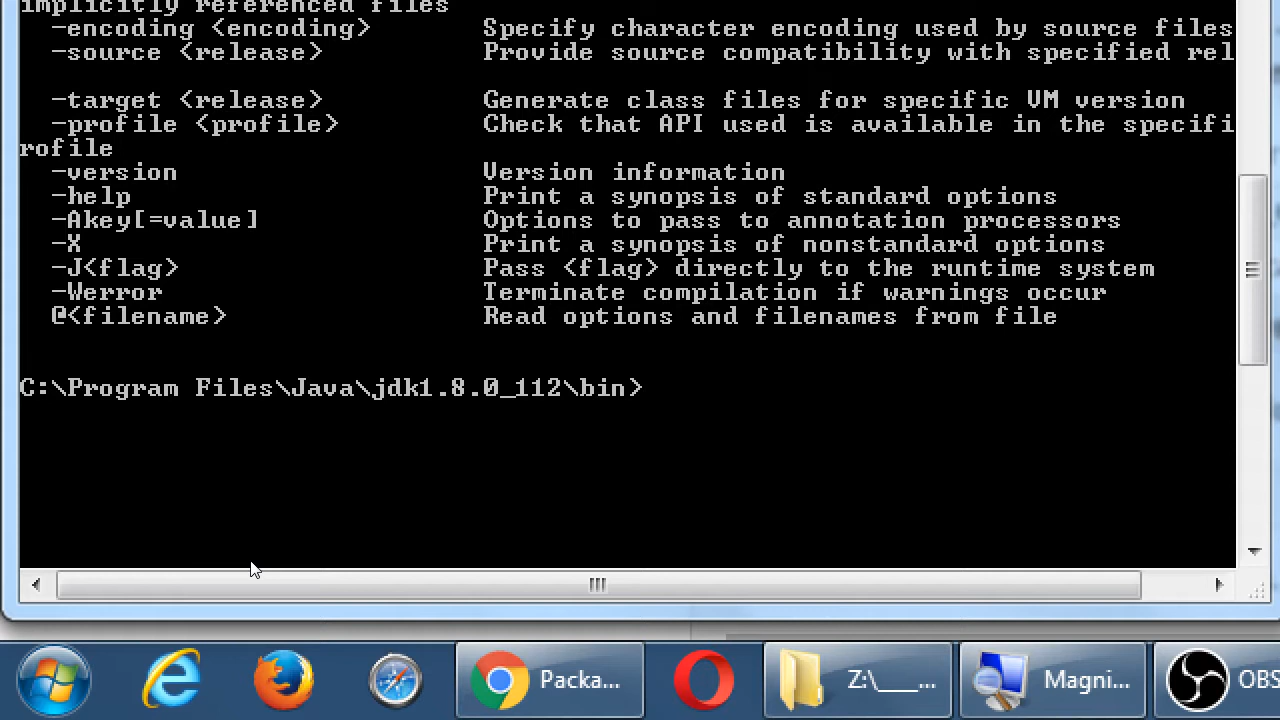 implicitly referenced files
-encoding <encoding> Specify character encoding used by source files
-source <release> Provide source compatibility with specified rel
-target <release> Generate class files for specific VM version
-profile <profile> Check that API used is available in the specifi
rofile
-version Version information
-help Print a synopsis of standard options
-Akey[=value] Options to pass to annotation processors
-X Print a synopsis of nonstandard options
-J<flag> Pass <flag> directly to the runtime system
-Werror Terminate compilation if warnings occur
@<filename> Read options and filenames from file
C:\Program Files\Java\jdk1.8.0_112\bin>
Packa... Z:\___... Magni... OBS